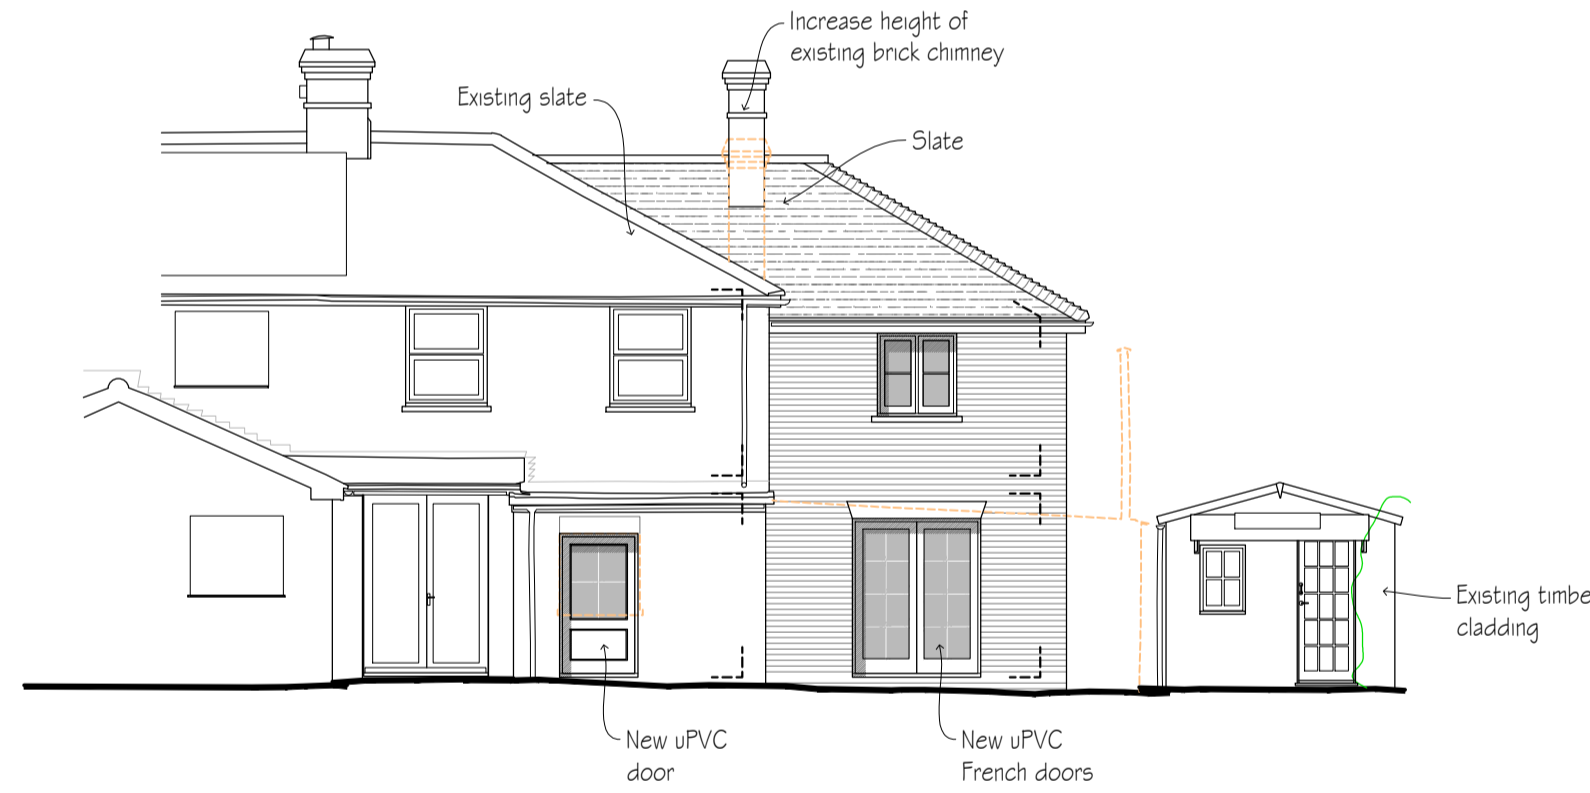 Increase height of
existing brick chimney
Existing slate
Slate
Existing timbe
cladding
New uPVC
door
New uPVC
French doors